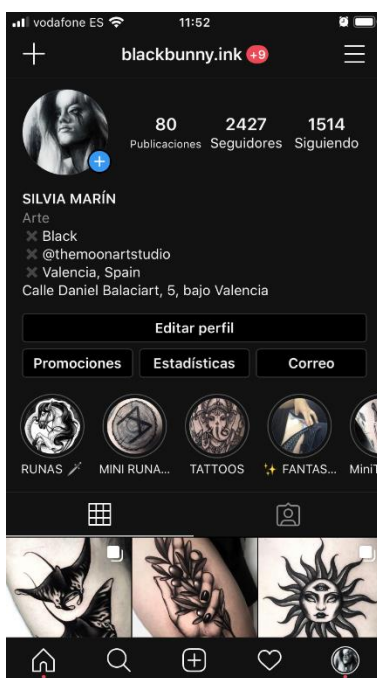 vodafone ES 11:52
blackbunny.ink +9
80 2427 1514
Publicaciones Seguidores Siguiendo
SILVIA MARÍN
Arte
✖ Black
✖ @themoonartstudio
✖ Valencia, Spain
Calle Daniel Balaciart, 5, bajo Valencia
Editar perfil
Promociones Estadísticas Correo
RUNAS MINI RUNA... TATTOOS ✨ FANTAS... MiniT